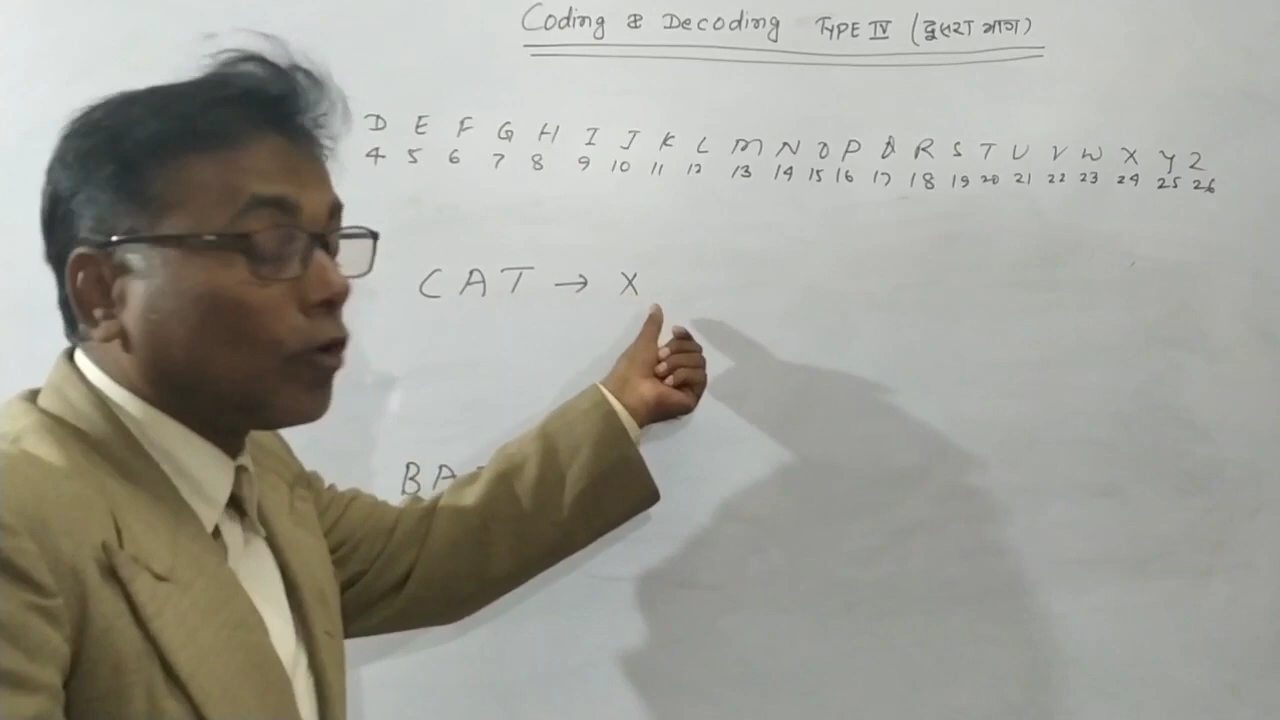 Coding & Decoding TYPE IV (दूसरा भाग)
D E F G H I J K L M N O P Q R S T U V W X Y Z
4 5 6 7 8 9 10 11 12 13 14 15 16 17 18 19 20 21 22 23 24 25 26
CAT → X
BA